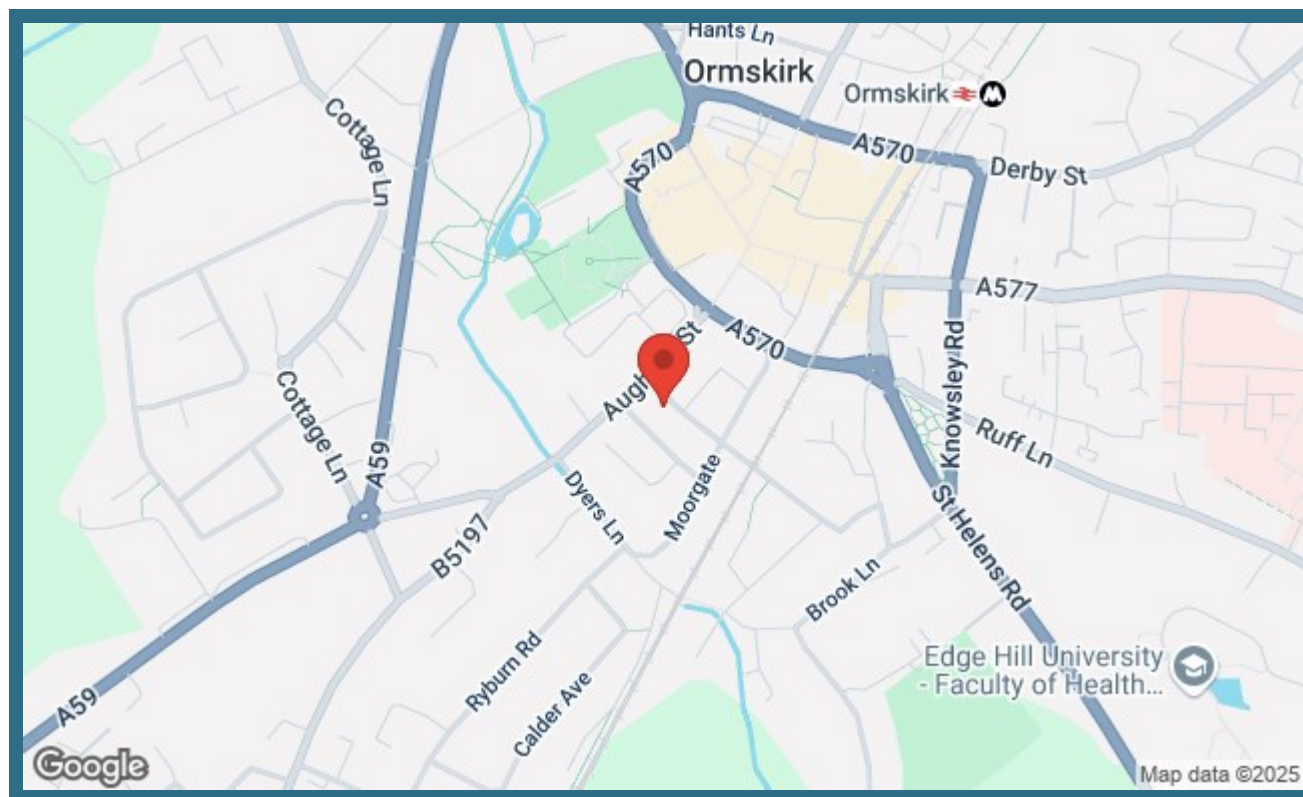 Hants Ln
Ormskirk
Ormskirk
A570
A570
Derby St
Cottage Ln
A577
A570
St
Knowsley Rd
Cottage Ln
A59
Ruff Ln
Dyers Ln
Moorgate
St Helens Rd
B5197
Brook Ln
Ryburn Rd
Edge Hill University
- Faculty of Health...
A59
Calder Ave
Google
Map data ©2025